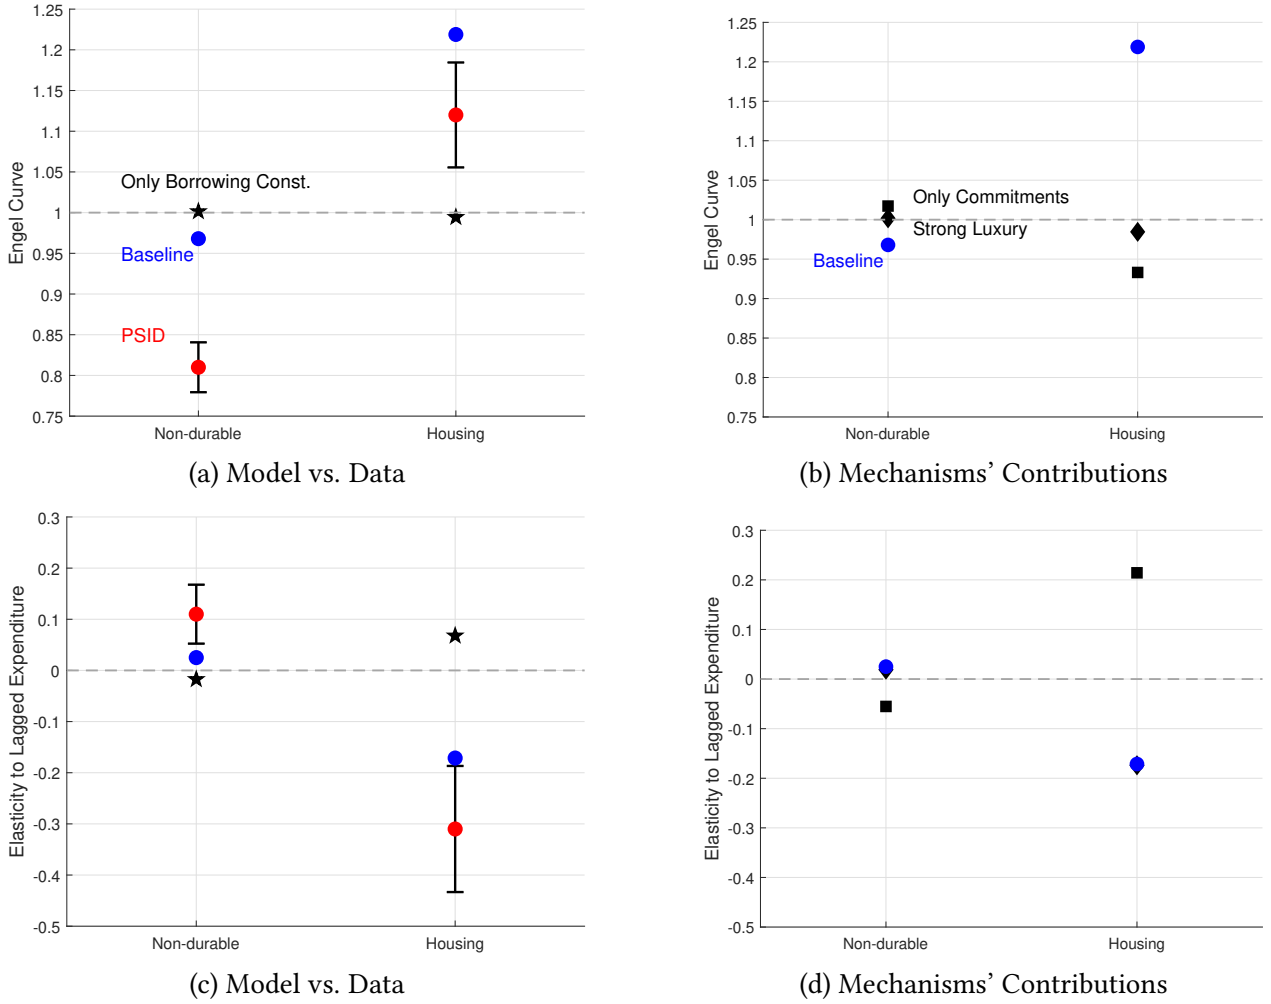 1.25
1.2
1.15
1.1
1.05
1
0.95
0.9
0.85
0.8
0.75
Engel Curve
Only Borrowing Const.
Baseline
PSID
Non-durable
Housing
(a) Model vs. Data
1.25
1.2
1.15
1.1
1.05
1
0.95
0.9
0.85
0.8
0.75
Engel Curve
Only Commitments
Strong Luxury
Baseline
Non-durable
Housing
(b) Mechanisms’ Contributions
0.3
0.2
0.1
0
-0.1
-0.2
-0.3
-0.4
-0.5
Elasticity to Lagged Expenditure
Non-durable
Housing
(c) Model vs. Data
0.3
0.2
0.1
0
-0.1
-0.2
-0.3
-0.4
-0.5
Elasticity to Lagged Expenditure
Non-durable
Housing
(d) Mechanisms’ Contributions